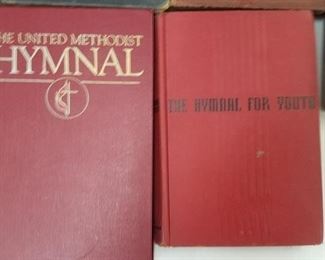 THE UNITED METHODIST
HYMNAL
THE HYMNAL FOR YOUTH